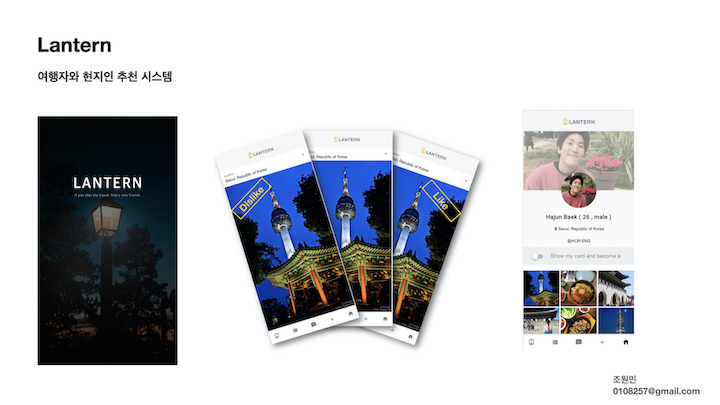 Lantern
여행자와 현지인 추천 시스템
LANTERN
If you plan the travel, find a new friends.
LANTERN
Seoul, Republic of Korea
Dislike
LANTERN
Seoul, Republic of Korea
LANTERN
Republic of Korea
Like
LANTERN
Hajun Baek ( 26 , male )
Seoul, Republic of Korea
@KOR ENG
Show my card and become a
조원민
0108257@gmail.com